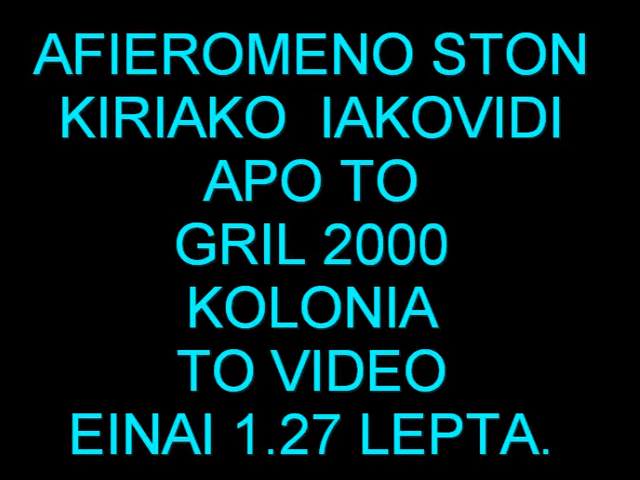 AFIEROMENO STON
KIRIAKO IAKOVIDI
APO TO
GRIL 2000
KOLONIA
TO VIDEO
EINAI 1.27 LEPTA.